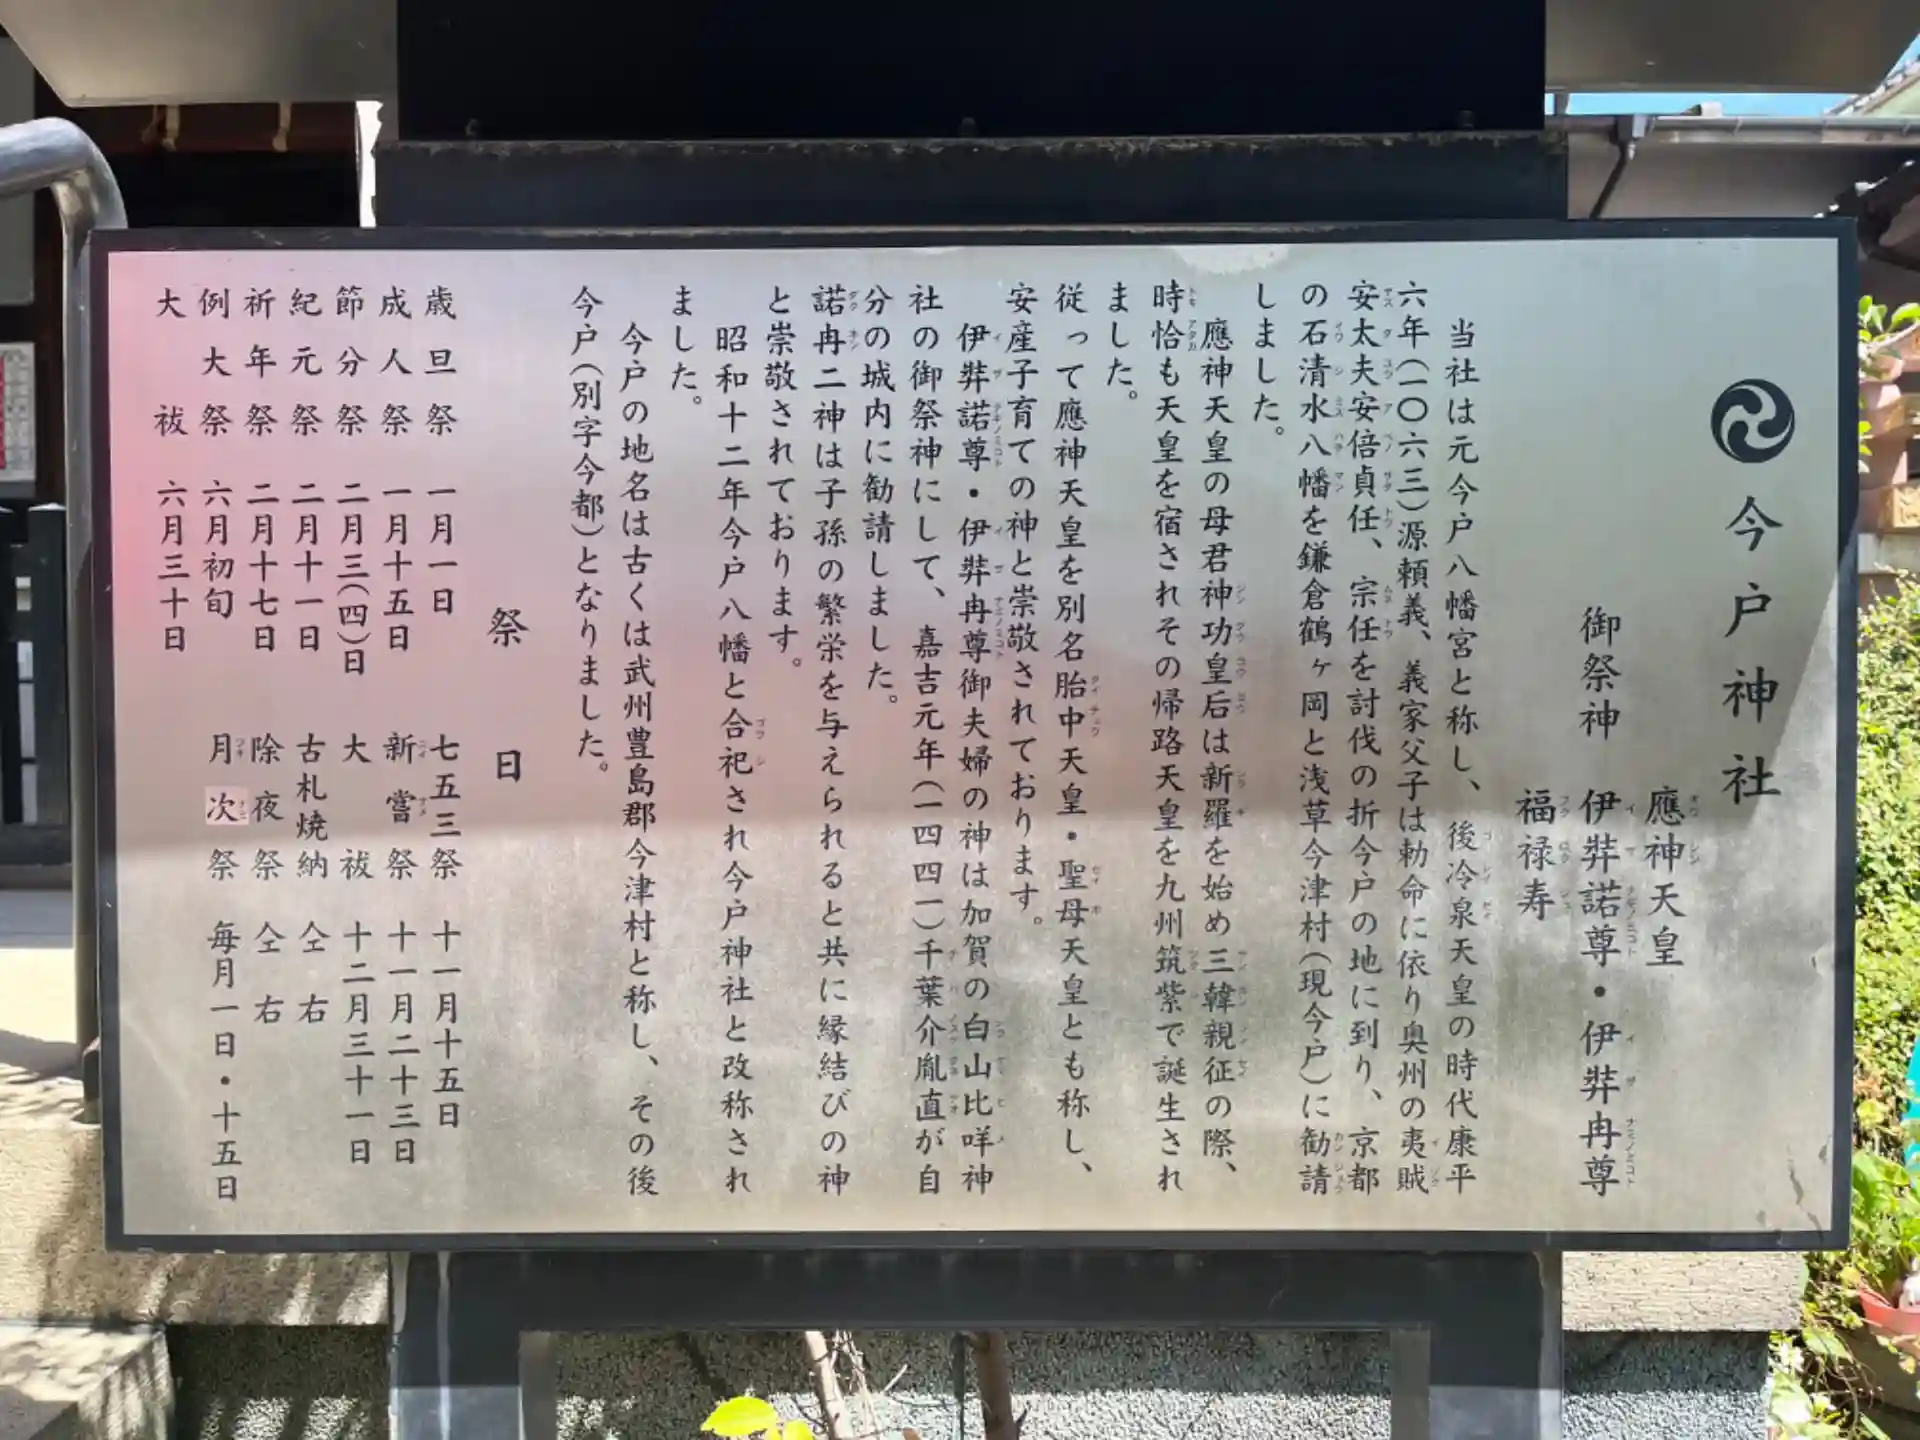 今戸神社
御祭神
應神天皇
伊弉諾尊・伊弉冉尊
福禄寿
当社は元今戸八幡宮と称し、後冷泉天皇の時代康平
六年(一〇六三)源頼義、義家父子は勅命に依り奥州の夷賊
安太夫安倍貞任、宗任を討伐の折今戸の地に到り、京都
の石清水八幡を鎌倉鶴ヶ岡と浅草今津村(現今戸)に勧請
しました。
應神天皇の母君神功皇后は新羅を始め三韓親征の際、
時恰も天皇を宿されその帰路天皇を九州筑紫で誕生され
ました。
従って應神天皇を別名胎中天皇・聖母天皇とも称し、
安産子育ての神と崇敬されております。
伊弉諾尊・伊弉冉尊御夫婦の神は加賀の白山比咩神
社の御祭神にして、嘉吉元年(一四四一)千葉介胤直が自
分の城内に勧請しました。
諾冉二神は子孫の繁栄を与えられると共に縁結びの神
と崇敬されております。
昭和十二年今戸八幡と合祀され今戸神社と改称され
ました。
今戸の地名は古くは武州豊島郡今津村と称し、その後
今戸(別字今都)となりました。
祭日
歳旦祭 一月一日
成人祭 一月十五日
節分祭 二月三(四)日
紀元祭 二月十一日
祈年祭 二月十七日
例大祭 六月初旬
大祓 六月三十日
七五三祭 十一月十五日
新嘗祭 十一月二十三日
大祓 十二月三十一日
古札焼納 仝右
除夜祭 仝右
月次祭 毎月一日・十五日